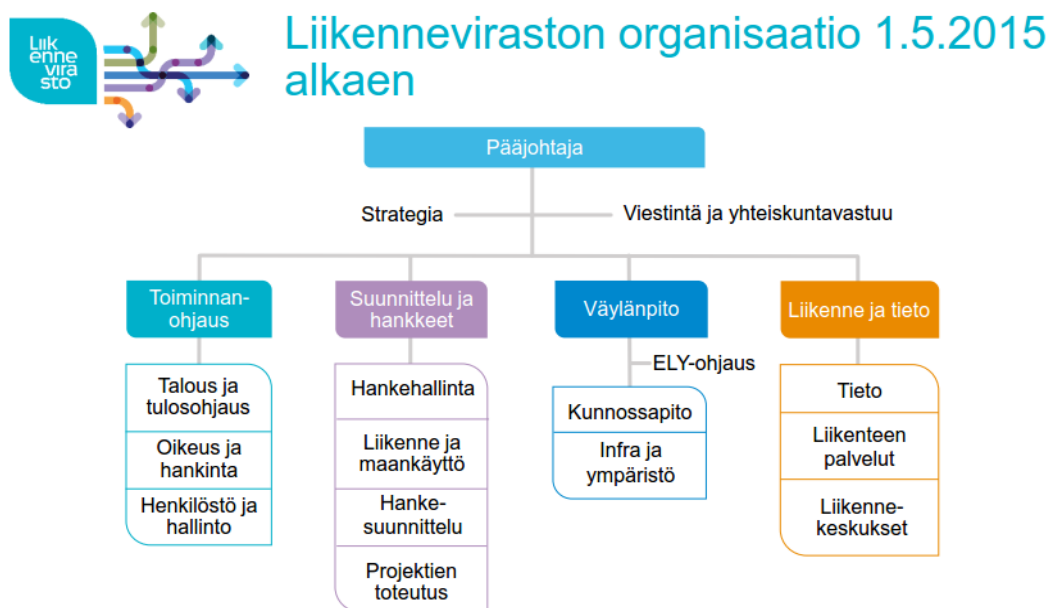 Liik
enne
vira
sto
Liikenneviraston organisaatio 1.5.2015
alkaen
Pääjohtaja
Strategia
Viestintä ja yhteiskuntavastuu
Toiminnan-
ohjaus
Talous ja
tulosohjaus
Oikeus ja
hankinta
Henkilöstö ja
hallinto
Suunnittelu ja
hankkeet
Hankehallinta
Liikenne ja
maankäyttö
Hanke-
suunnittelu
Projektien
toteutus
Väylänpito
ELY-ohjaus
Kunnossapito
Infra ja
ympäristö
Liikenne ja tieto
Tieto
Liikenteen
palvelut
Liikenne-
keskukset